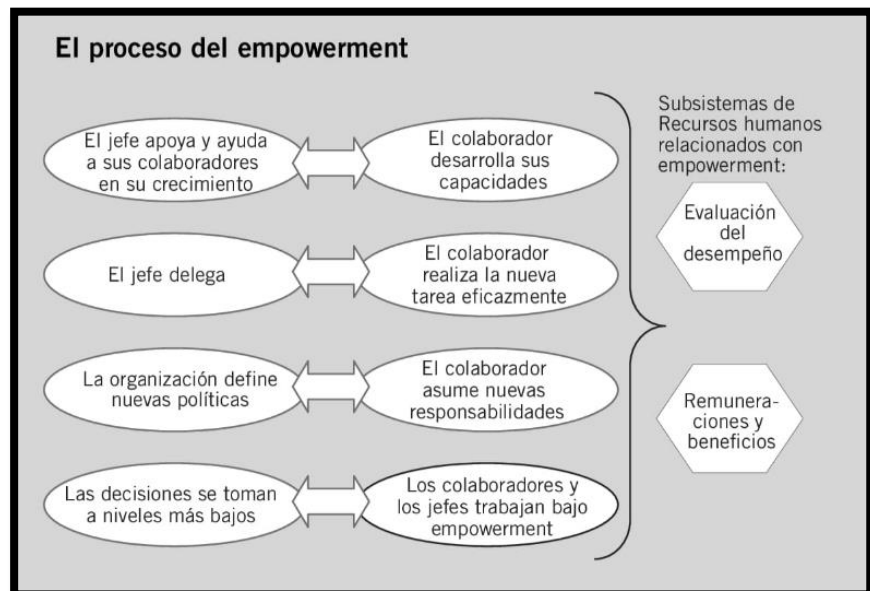 El proceso del empowerment
El jefe apoya y ayuda
a sus colaboradores
en su crecimiento
El colaborador
desarrolla sus
capacidades
El jefe delega
El colaborador
realiza la nueva
tarea eficazmente
La organización define
nuevas políticas
El colaborador
asume nuevas
responsabilidades
Las decisiones se toman
a niveles más bajos
Los colaboradores y
los jefes trabajan bajo
empowerment
Subsistemas de
Recursos humanos
relacionados con
empowerment:
Evaluación
del
desempeño
Remunera-
ciones y
beneficios